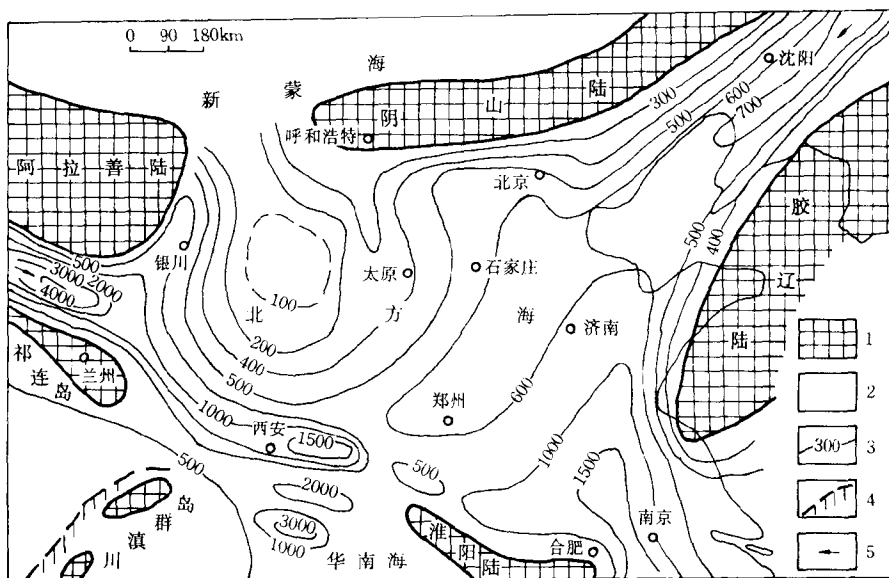 0 90 180km
新蒙海
阴山陆
呼和浩特
沈阳
300
500
600
700
阿拉善陆
北京
胶辽陆
500
400
银川
太原
石家庄
500
3000
2000
4000
100
北方海
济南
200
400
500
600
祁连岛
兰州
1000
郑州
西安
1500
500
500
1000
1500
2000
3000
1000
川滇群岛
华南海
淮阳陆
合肥
南京
1
2
300
3
4
5